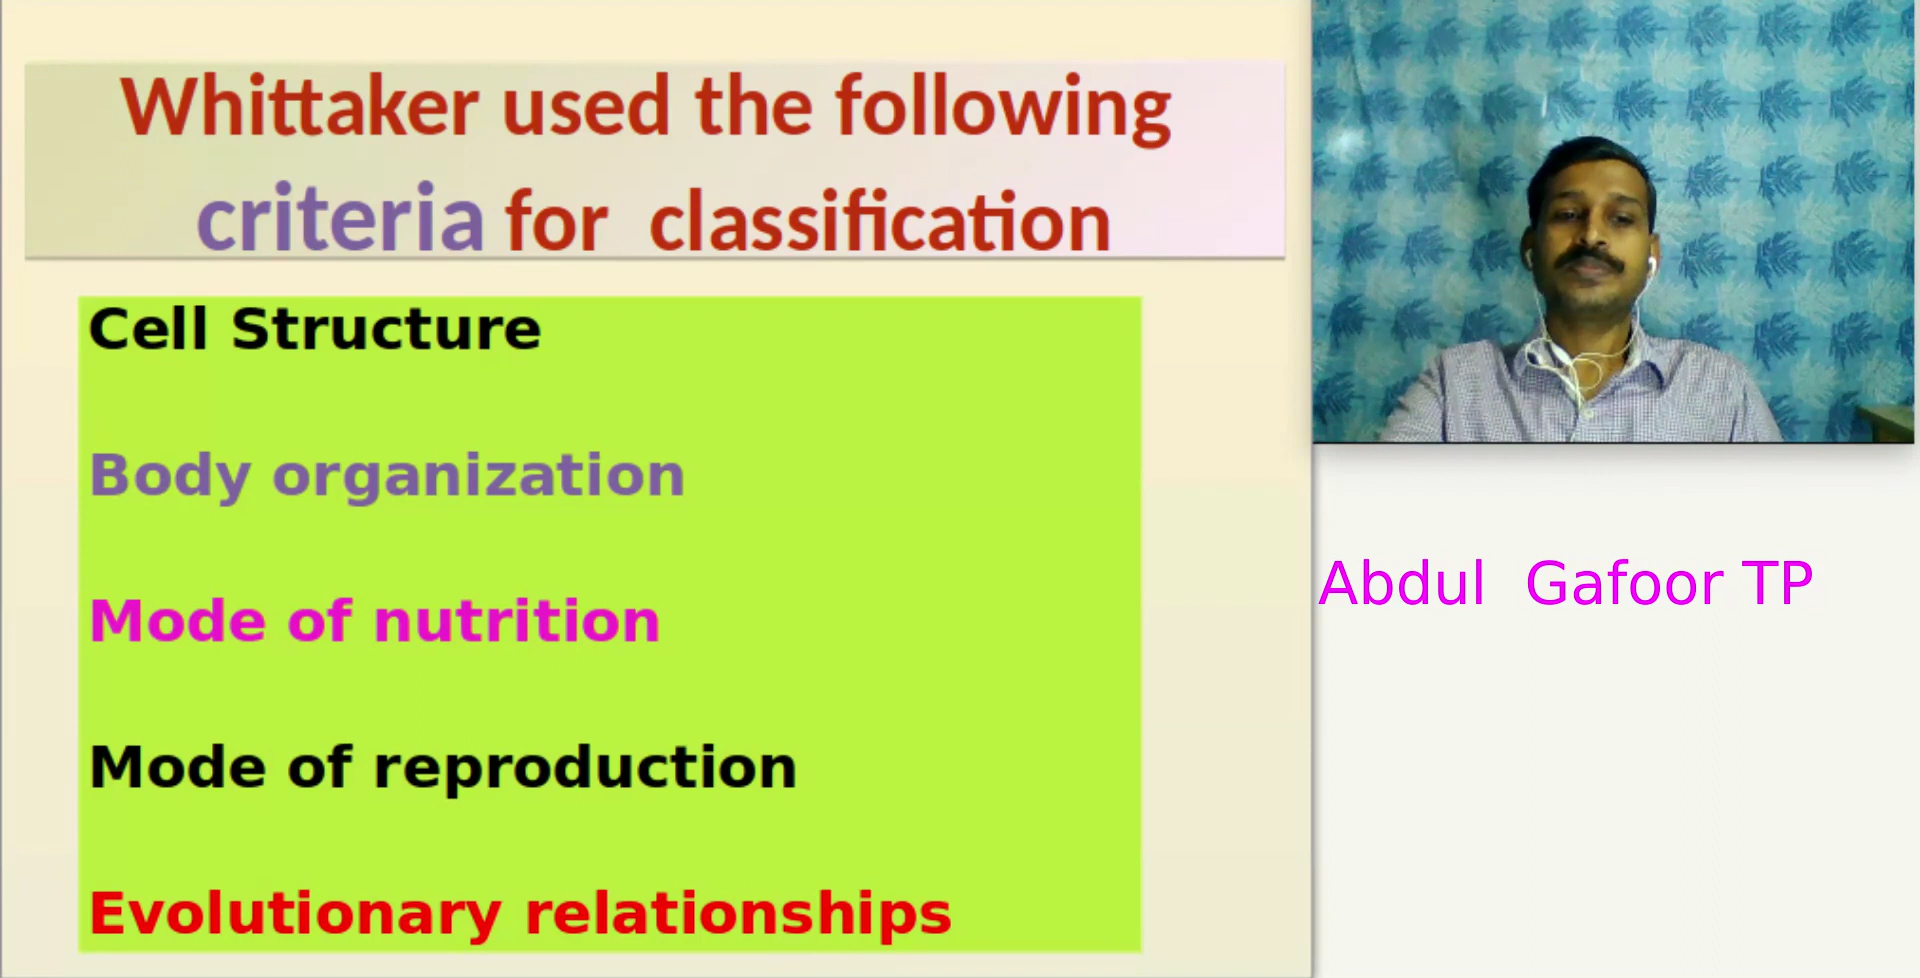 Whittaker used the following
criteria for classification
Cell Structure
Body organization
Mode of nutrition
Mode of reproduction
Evolutionary relationships
Abdul Gafoor TP